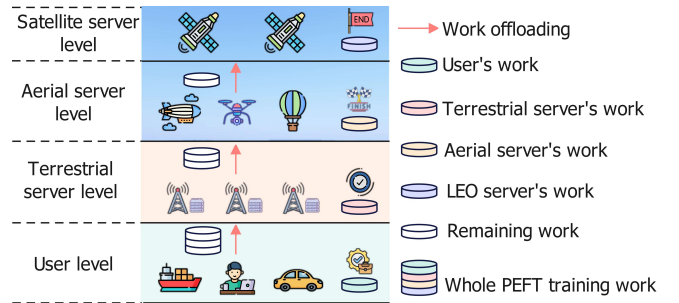 Satellite server
level
END
Aerial server
level
FINISH
Terrestrial
server level
User level
Work offloading
User's work
Terrestrial server's work
Aerial server's work
LEO server's work
Remaining work
Whole PEFT training work